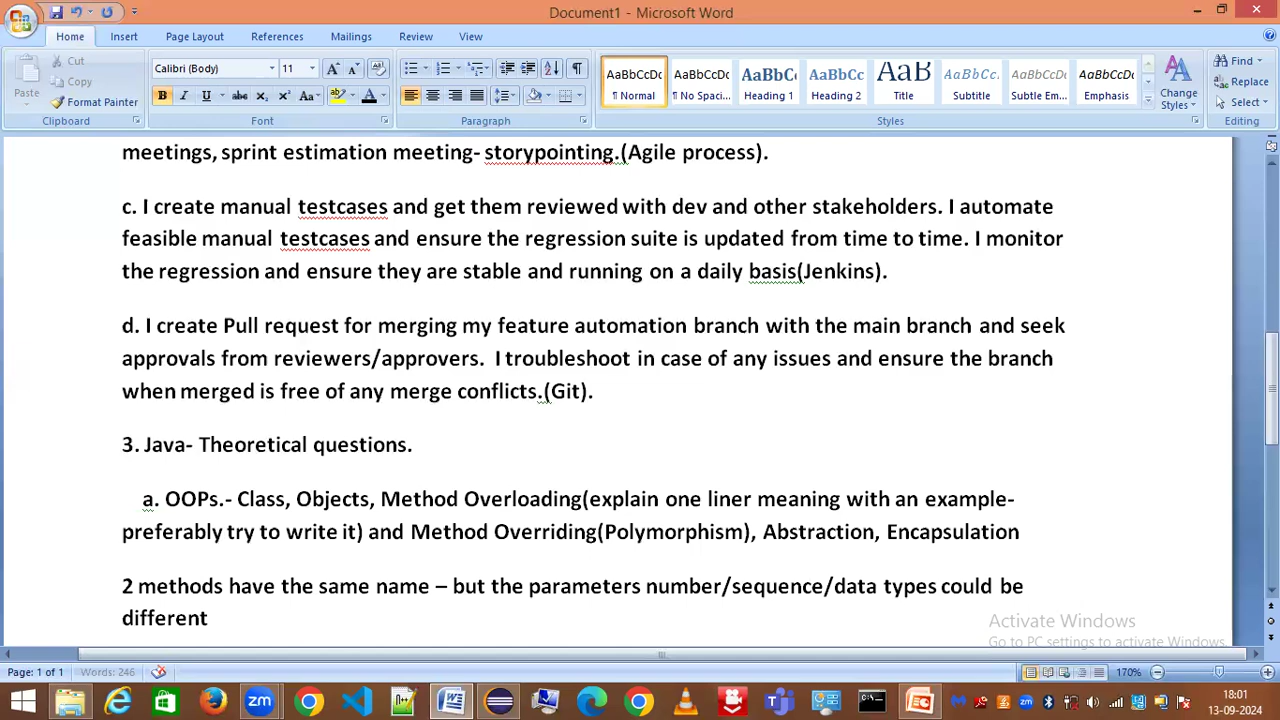 Document1 - Microsoft Word
Home Insert Page Layout References Mailings Review View
Cut
Copy
Format Painter
Paste
Clipboard
Calibri (Body) 11
Font
Paragraph
AaBbCcDc AaBbCcDc AaBbC AaBbCc AaB AaBbCc. AaBbCcDc AaBbCcDc
¶ Normal ¶ No Spaci... Heading 1 Heading 2 Title Subtitle Subtle Em... Emphasis
Change
Styles
Styles
Find
Replace
Select
Editing
meetings, sprint estimation meeting- storypointing.(Agile process).
c. I create manual testcases and get them reviewed with dev and other stakeholders. I automate
feasible manual testcases and ensure the regression suite is updated from time to time. I monitor
the regression and ensure they are stable and running on a daily basis(Jenkins).
d. I create Pull request for merging my feature automation branch with the main branch and seek
approvals from reviewers/approvers. I troubleshoot in case of any issues and ensure the branch
when merged is free of any merge conflicts.(Git).
3. Java- Theoretical questions.
a. OOPs.- Class, Objects, Method Overloading(explain one liner meaning with an example-
preferably try to write it) and Method Overriding(Polymorphism), Abstraction, Encapsulation
2 methods have the same name – but the parameters number/sequence/data types could be
different
Activate Windows
Go to PC settings to activate Windows.
Page: 1 of 1 Words: 246 170%
18:01
13-09-2024